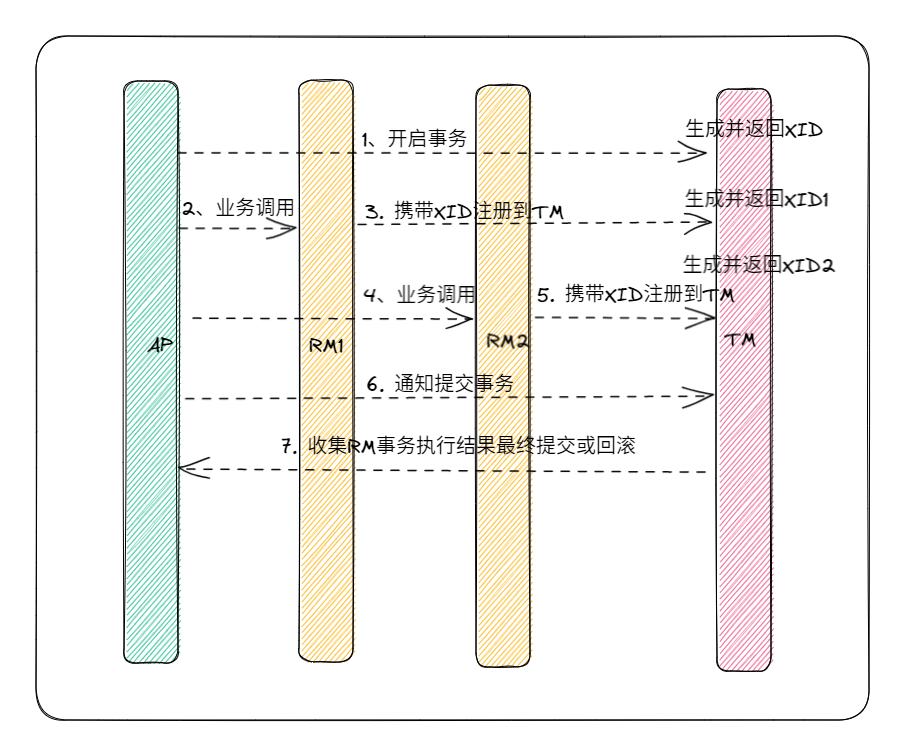 生成并返回XID
1、开启事务
生成并返回XID1
2、业务调用
3. 携带XID注册到TM
生成并返回XID2
4、业务调用
5. 携带XID注册到TM
AP
RM1
RM2
TM
6. 通知提交事务
7. 收集RM事务执行结果最终提交或回滚